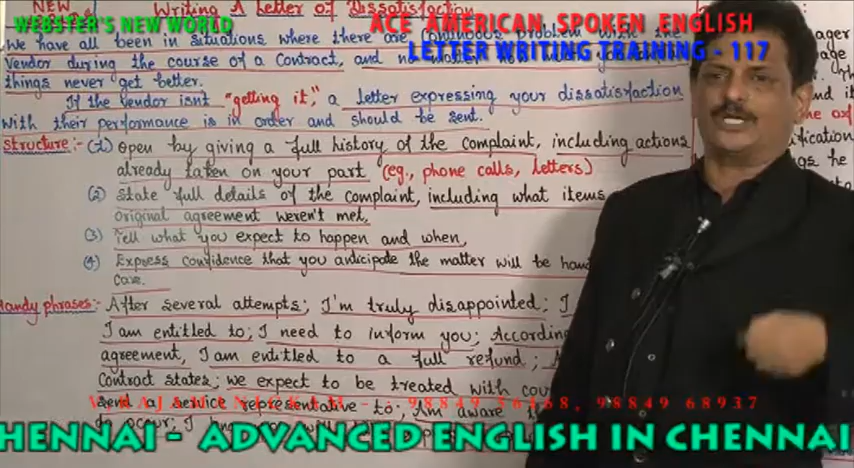 NEW
Writing A Letter of Dissatisfaction
WEBSTER'S NEW WORLD
ACE AMERICAN SPOKEN ENGLISH
LETTER WRITING TRAINING - 117
We have all been in situations where there are continuous problem with the
Vendor during the course of a Contract, and no matter how
things never get better.
If the vendor isnt "getting it," a letter expressing your dissatisfaction
with their performance is in order and should be sent.
Structure:- (1) Open by giving a full history of the complaint, including actions
already taken on your part (eg., phone calls, letters)
(2) State full details of the complaint, including what items
original agreement weren't met,
(3) Tell what you expect to happen and when,
(4) Express confidence that you anticipate the matter will be
care.
Handy phrases:- After several attempts; I'm truly disappointed; I
I am entitled to; I need to inform you; According
agreement, I am entitled to a full refund;
Contract states; we expect to be treated with
send a service representative to; Am aware
do occur; I
98849 68937
CHENNAI - ADVANCED ENGLISH IN CHENNAI